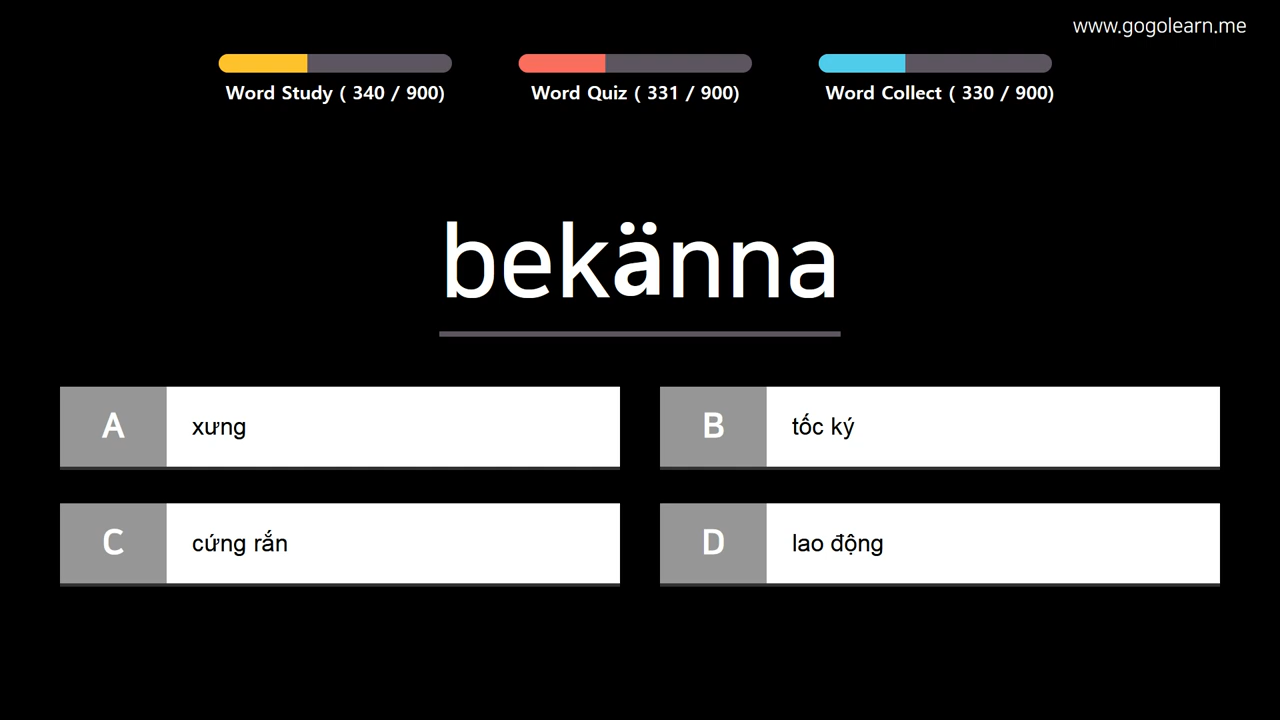 www.gogolearn.me
Word Study ( 340 / 900)
Word Quiz ( 331 / 900)
Word Collect ( 330 / 900)
bekänna
A xưng
B tốc ký
C cứng rắn
D lao động